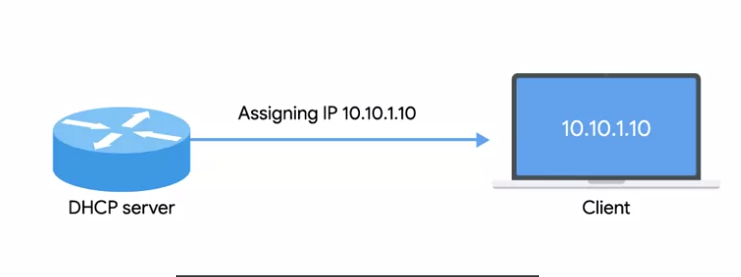 Assigning IP 10.10.1.10
10.10.1.10
DHCP server
Client